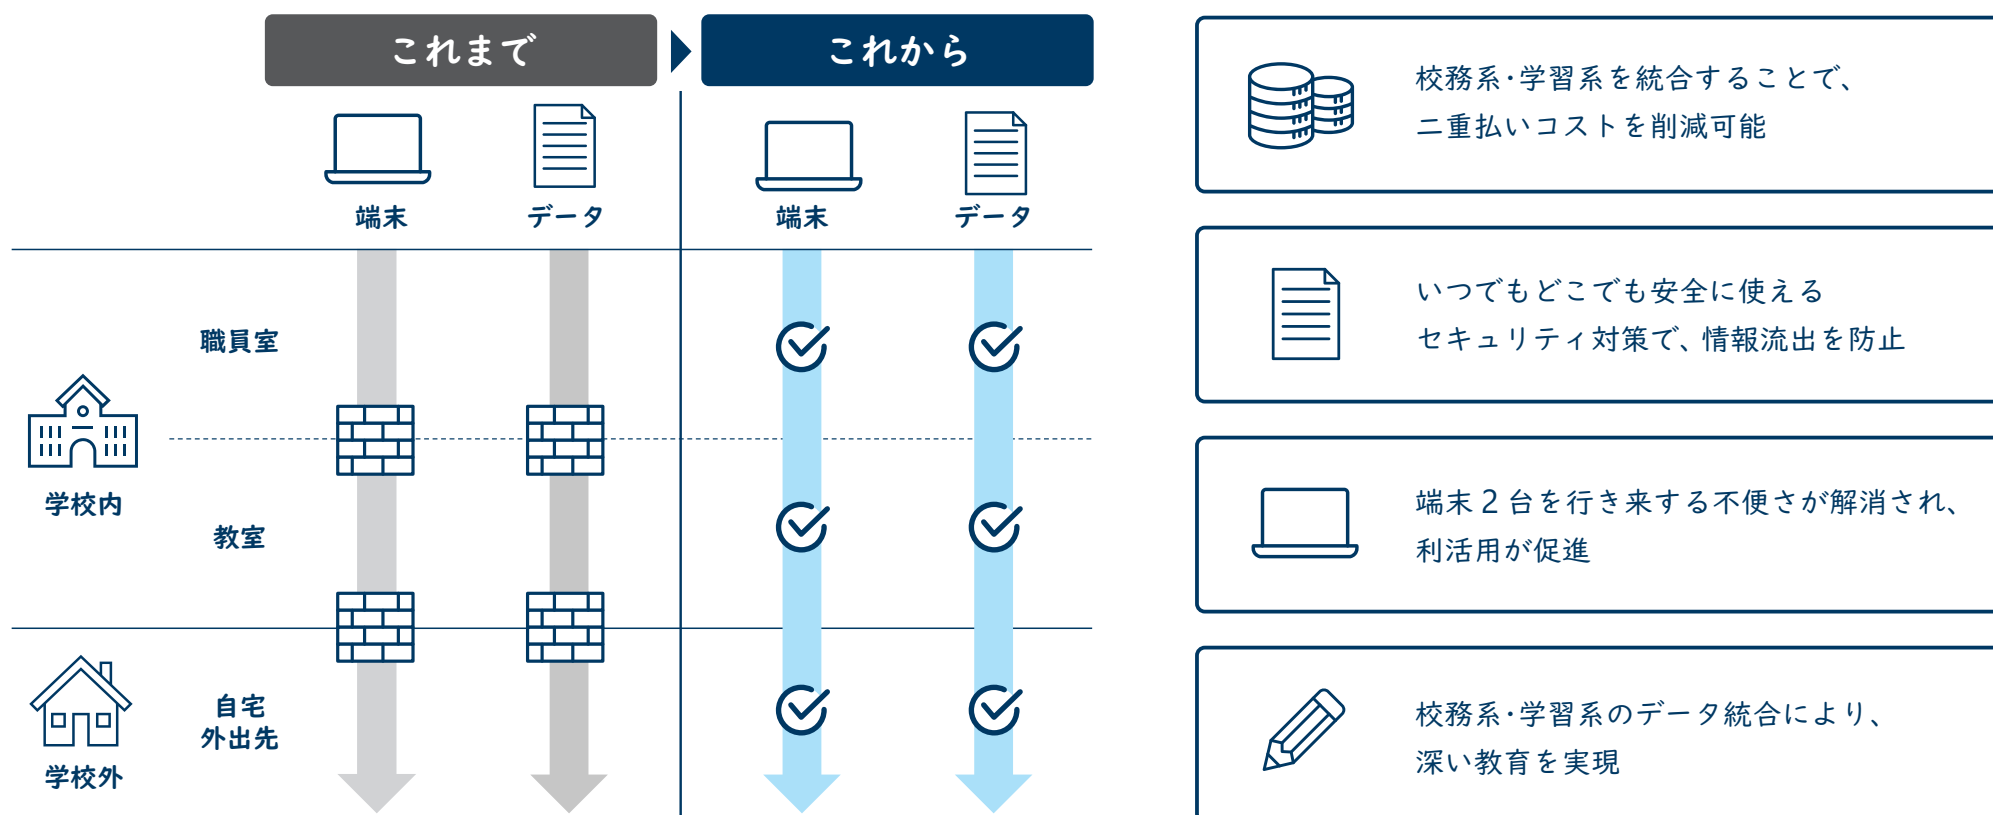 これまで
これから
端末
データ
端末
データ
職員室
学校内
教室
自宅
外出先
学校外
校務系・学習系を統合することで、
二重払いコストを削減可能
いつでもどこでも安全に使える
セキュリティ対策で、情報流出を防止
端末2台を行き来する不便さが解消され、
利活用が促進
校務系・学習系のデータ統合により、
深い教育を実現